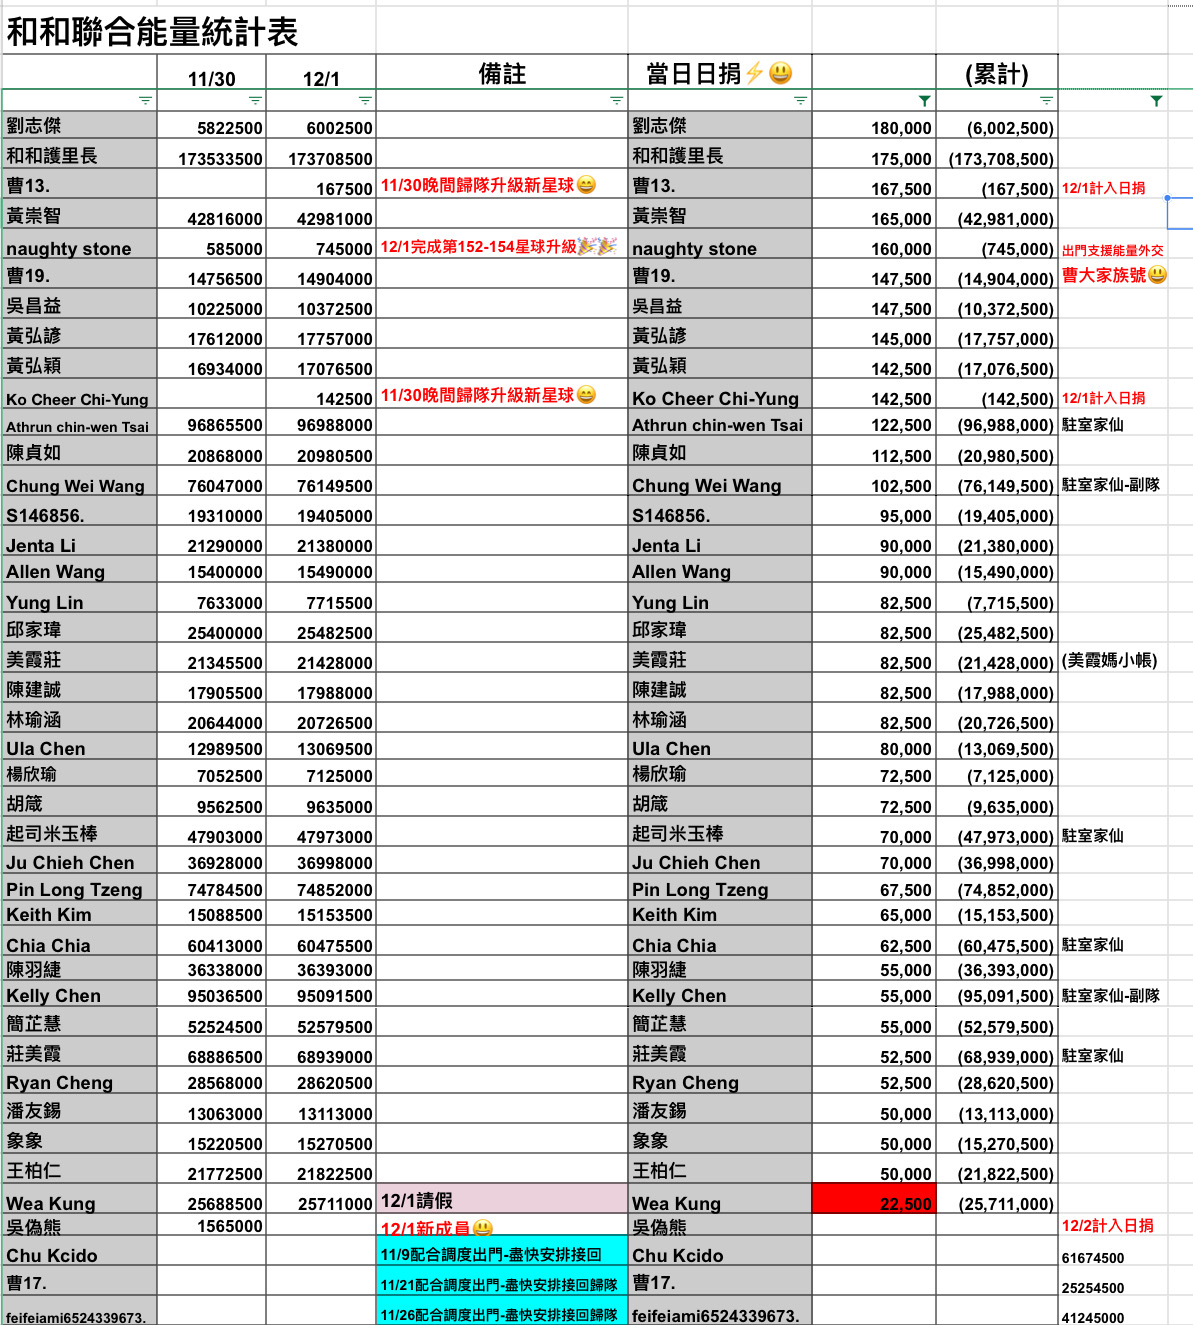 和和聯合能量統計表
11/30 12/1 備註 當日日捐⚡😃 (累計)
劉志傑 5822500 6002500 劉志傑 180,000 (6,002,500)
和和護里長 173533500 173708500 和和護里長 175,000 (173,708,500)
曹13. 167500 11/30晚間歸隊升級新星球😄 曹13. 167,500 (167,500) 12/1計入日捐
黃崇智 42816000 42981000 黃崇智 165,000 (42,981,000)
naughty stone 585000 745000 12/1完成第152-154星球升級🎉🎉 naughty stone 160,000 (745,000) 出門支援能量外交
曹19. 14756500 14904000 曹19. 147,500 (14,904,000) 曹大家族號😃
吳昌益 10225000 10372500 吳昌益 147,500 (10,372,500)
黃弘諺 17612000 17757000 黃弘諺 145,000 (17,757,000)
黃弘穎 16934000 17076500 黃弘穎 142,500 (17,076,500)
Ko Cheer Chi-Yung 142500 11/30晚間歸隊升級新星球😄 Ko Cheer Chi-Yung 142,500 (142,500) 12/1計入日捐
Athrun chin-wen Tsai 96865500 96988000 Athrun chin-wen Tsai 122,500 (96,988,000) 駐室家仙
陳貞如 20868000 20980500 陳貞如 112,500 (20,980,500)
Chung Wei Wang 76047000 76149500 Chung Wei Wang 102,500 (76,149,500) 駐室家仙-副隊
S146856. 19310000 19405000 S146856. 95,000 (19,405,000)
Jenta Li 21290000 21380000 Jenta Li 90,000 (21,380,000)
Allen Wang 15400000 15490000 Allen Wang 90,000 (15,490,000)
Yung Lin 7633000 7715500 Yung Lin 82,500 (7,715,500)
邱家瑋 25400000 25482500 邱家瑋 82,500 (25,482,500)
美霞莊 21345500 21428000 美霞莊 82,500 (21,428,000) (美霞媽小帳)
陳建誠 17905500 17988000 陳建誠 82,500 (17,988,000)
林瑜涵 20644000 20726500 林瑜涵 82,500 (20,726,500)
Ula Chen 12989500 13069500 Ula Chen 80,000 (13,069,500)
楊欣瑜 7052500 7125000 楊欣瑜 72,500 (7,125,000)
胡箴 9562500 9635000 胡箴 72,500 (9,635,000)
起司米玉棒 47903000 47973000 起司米玉棒 70,000 (47,973,000) 駐室家仙
Ju Chieh Chen 36928000 36998000 Ju Chieh Chen 70,000 (36,998,000)
Pin Long Tzeng 74784500 74852000 Pin Long Tzeng 67,500 (74,852,000)
Keith Kim 15088500 15153500 Keith Kim 65,000 (15,153,500)
Chia Chia 60413000 60475500 Chia Chia 62,500 (60,475,500) 駐室家仙
陳羽緁 36338000 36393000 陳羽緁 55,000 (36,393,000)
Kelly Chen 95036500 95091500 Kelly Chen 55,000 (95,091,500) 駐室家仙-副隊
簡芷慧 52524500 52579500 簡芷慧 55,000 (52,579,500)
莊美霞 68886500 68939000 莊美霞 52,500 (68,939,000) 駐室家仙
Ryan Cheng 28568000 28620500 Ryan Cheng 52,500 (28,620,500)
潘友錫 13063000 13113000 潘友錫 50,000 (13,113,000)
象象 15220500 15270500 象象 50,000 (15,270,500)
王柏仁 21772500 21822500 王柏仁 50,000 (21,822,500)
Wea Kung 25688500 25711000 12/1請假 Wea Kung 22,500 (25,711,000)
吳偽熊 1565000 12/1新成員😃 吳偽熊 12/2計入日捐
Chu Kcido 11/9配合調度出門-盡快安排接回 Chu Kcido 61674500
曹17. 11/21配合調度出門-盡快安排接回歸隊 曹17. 25254500
feifeiami6524339673. 11/26配合調度出門-盡快安排接回歸隊 feifeiami6524339673. 41245000